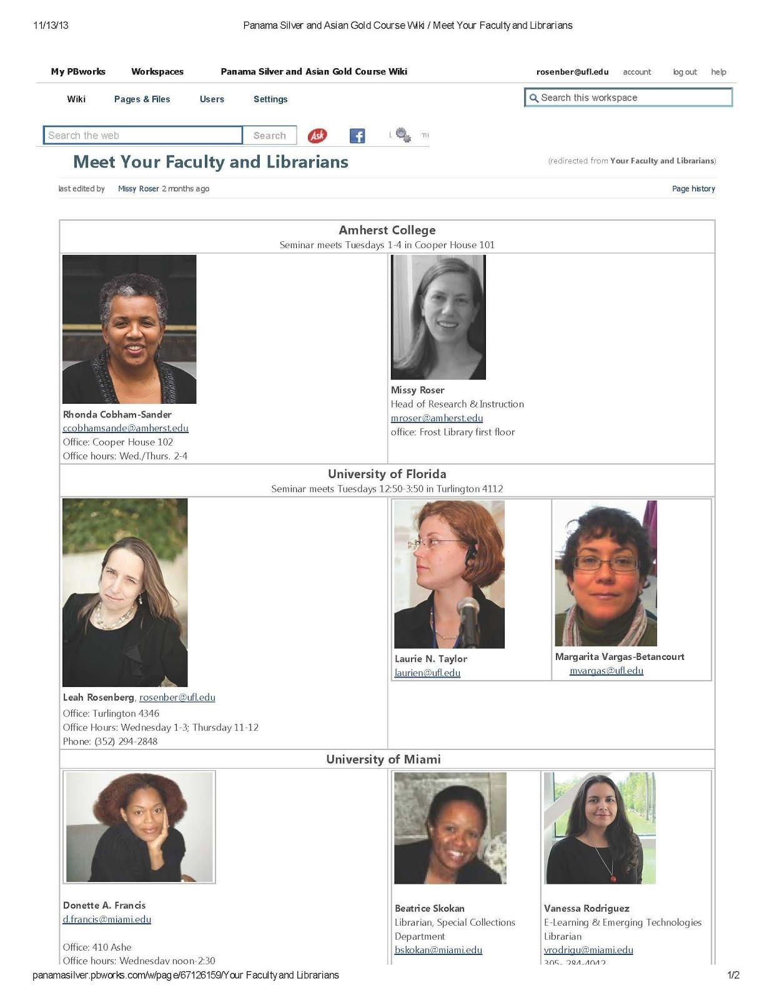 11/13/13 Panama Silver and Asian Gold Course Wiki / Meet Your Faculty and Librarians
My PBworks Workspaces Panama Silver and Asian Gold Course Wiki rosenber@ufl.edu account log out help
Wiki Pages & Files Users Settings Search this workspace
Search the web Search Ask
Meet Your Faculty and Librarians (redirected from Your Faculty and Librarians)
last edited by Missy Roser 2 months ago Page history
Amherst College
Seminar meets Tuesdays 1-4 in Cooper House 101
Rhonda Cobham-Sander
ccobhamsande@amherst.edu
Office: Cooper House 102
Office hours: Wed./Thurs. 2-4
Missy Roser
Head of Research & Instruction
mroser@amherst.edu
office: Frost Library first floor
University of Florida
Seminar meets Tuesdays 12:50-3:50 in Turlington 4112
Leah Rosenberg, rosenber@ufl.edu
Office: Turlington 4346
Office Hours: Wednesday 1-3; Thursday 11-12
Phone: (352) 294-2848
Laurie N. Taylor
laurien@ufl.edu
Margarita Vargas-Betancourt
mvargas@ufl.edu
University of Miami
Donette A. Francis
d.francis@miami.edu
Office: 410 Ashe
Office hours: Wednesday noon-2:30
Beatrice Skokan
Librarian, Special Collections
Department
bskokan@miami.edu
Vanessa Rodriguez
E-Learning & Emerging Technologies
Librarian
vrodrigu@miami.edu
305- 284-4042
panamasilver.pbworks.com/w/page/67126159/Your Faculty and Librarians 1/2